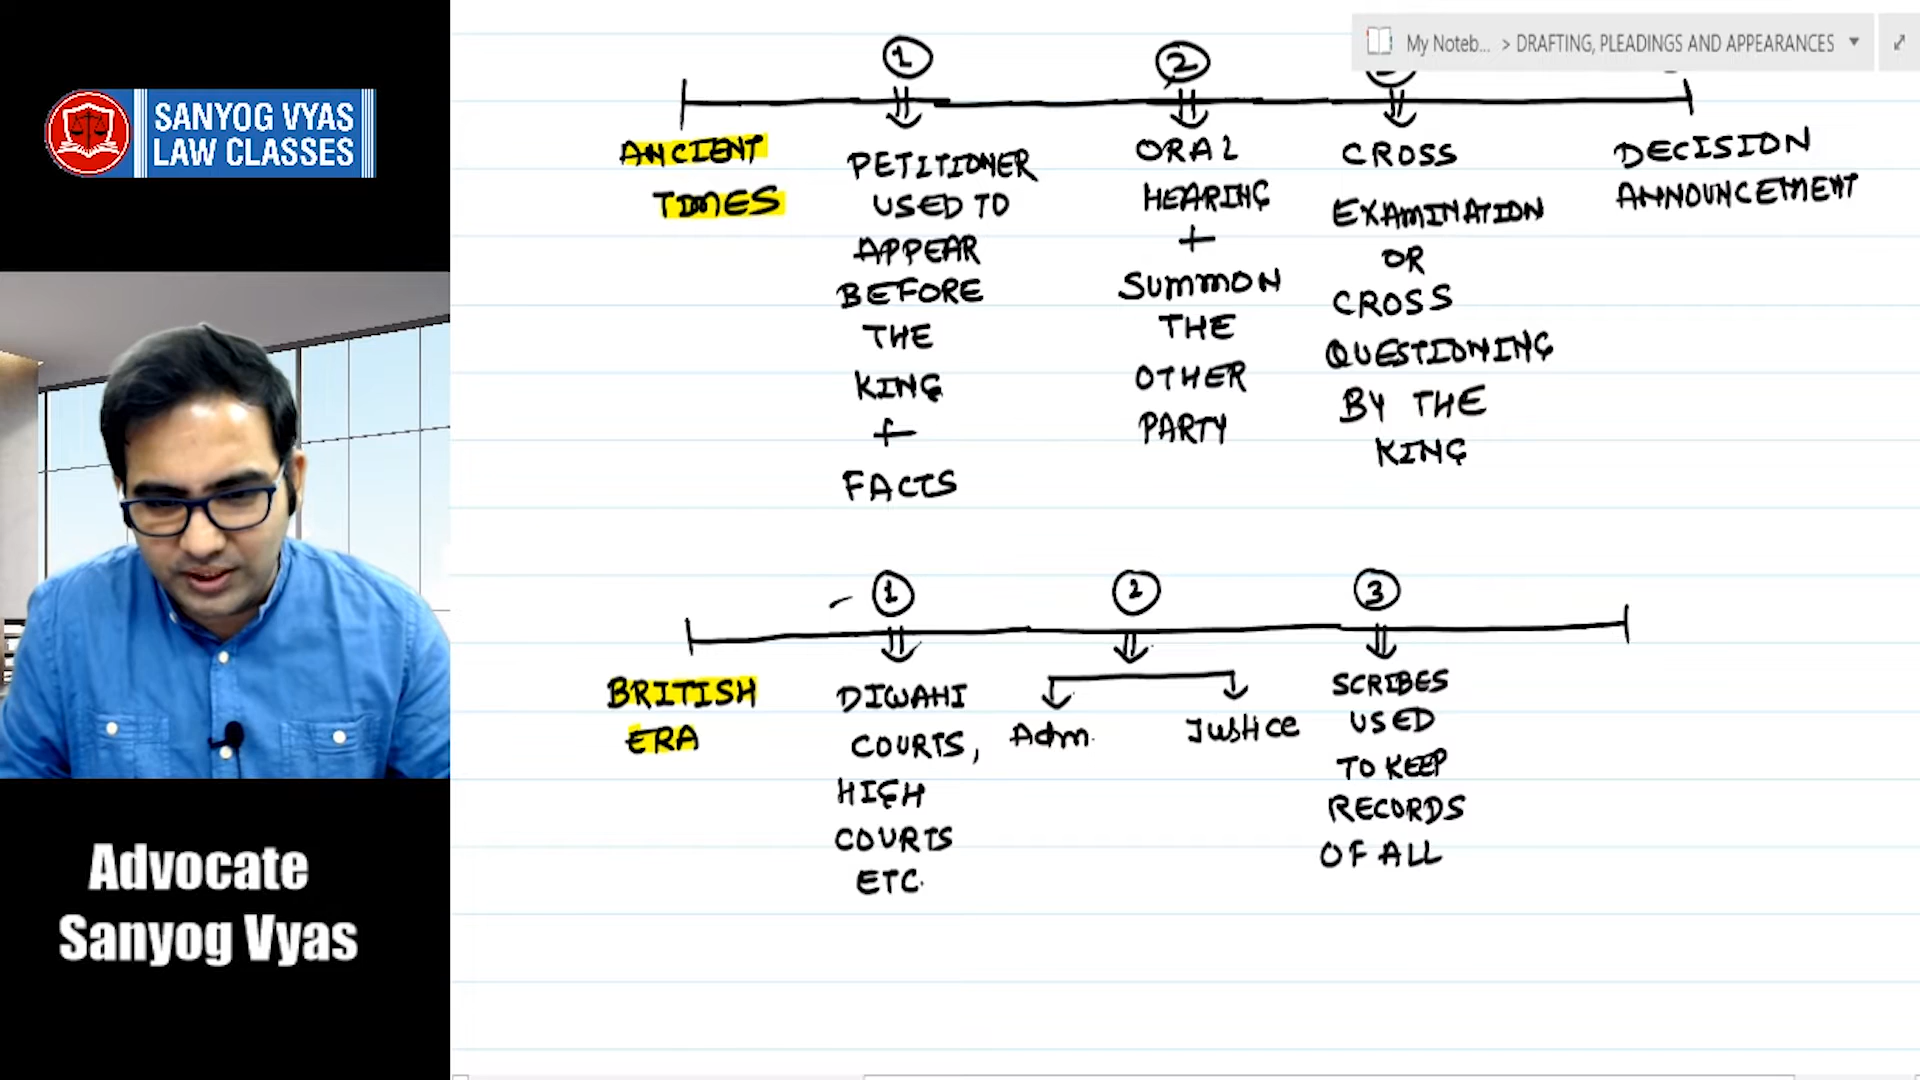 SANYOG VYAS
LAW CLASSES
Advocate
Sanyog Vyas
My Noteb... > DRAFTING, PLEADINGS AND APPEARANCES
1
2
ANCIENT
TIMES
PETITIONER
USED TO
APPEAR
BEFORE
THE
KING
+
FACTS
ORAL
HEARING
+
SUMMON
THE
OTHER
PARTY
CROSS
EXAMINATION
OR
CROSS
QUESTIONING
BY THE
KING
DECISION
ANNOUNCEMENT
1
2
3
BRITISH
ERA
DIWANI
COURTS,
HIGH
COURTS
ETC.
Adm.
Justice
SCRIBES
USED
TO KEEP
RECORDS
OF ALL